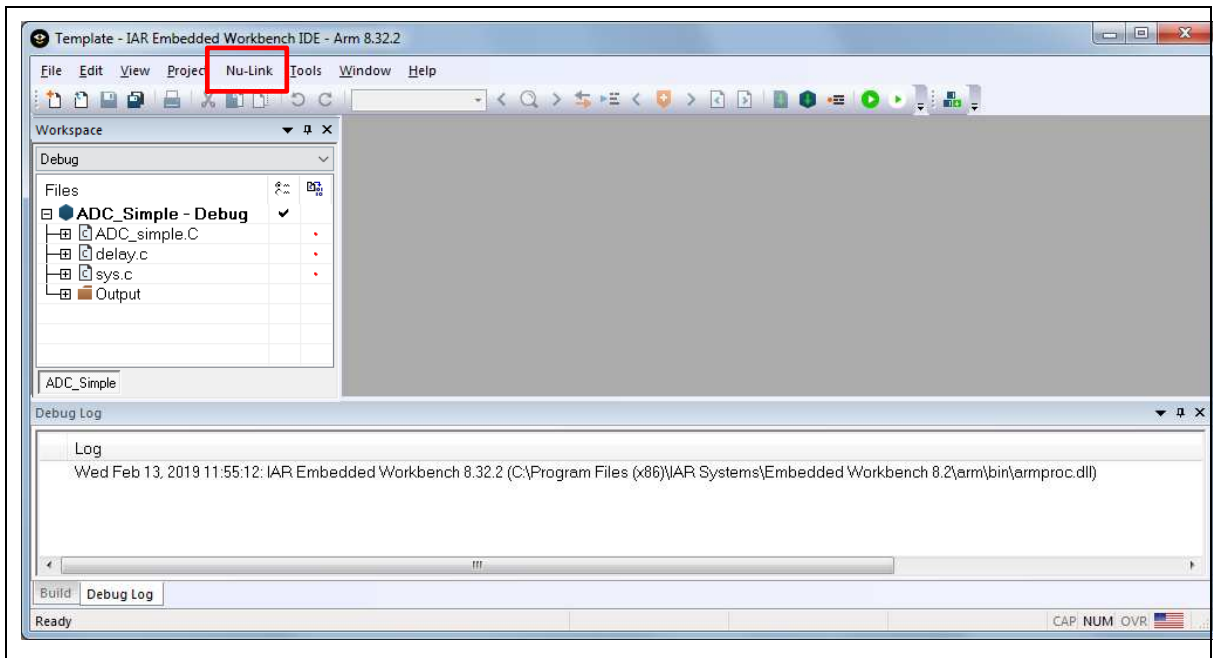 Template - IAR Embedded Workbench IDE - Arm 8.32.2
File Edit View Project Nu-Link Tools Window Help
Workspace
Debug
Files
ADC_Simple - Debug
ADC_simple.C
delay.c
sys.c
Output
ADC_Simple
Debug Log
Log
Wed Feb 13, 2019 11:55:12: IAR Embedded Workbench 8.32.2 (C:\Program Files (x86)\IAR Systems\Embedded Workbench 8.2\arm\bin\armproc.dll)
Build Debug Log
Ready CAP NUM OVR